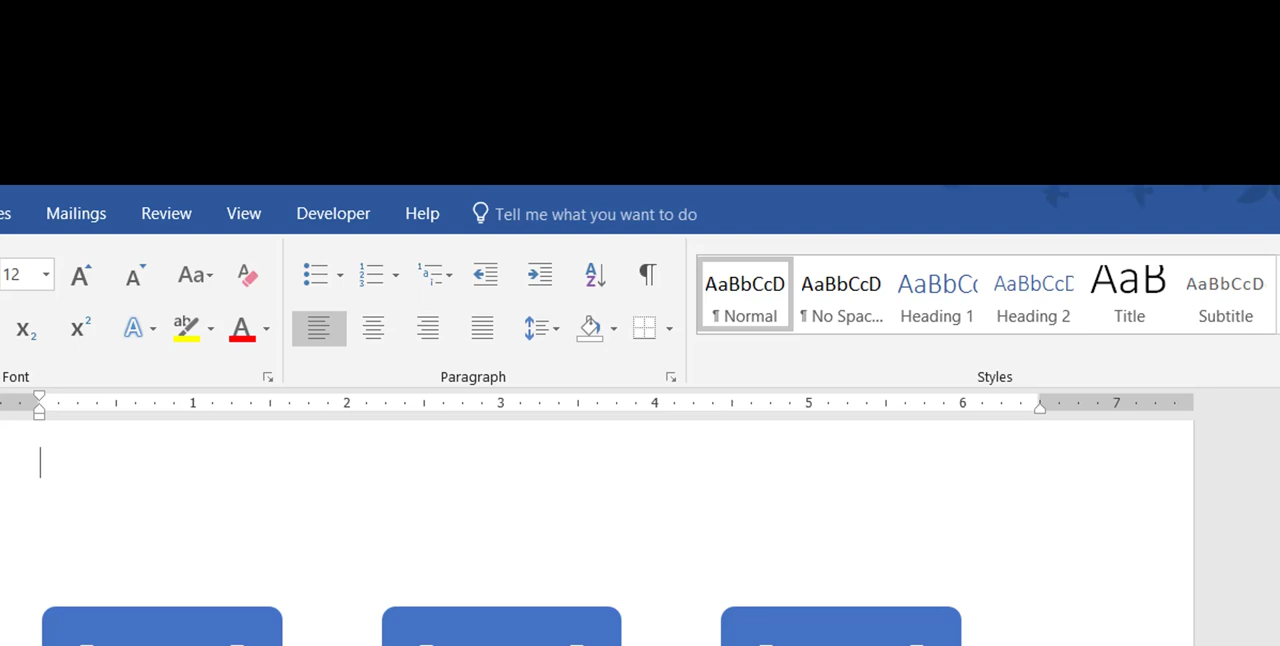 Mailings Review View Developer Help Tell me what you want to do
12 Aa AaBbCcD AaBbCcD AaBbCc AaBbCcD AaB AaBbCcD
¶ Normal ¶ No Spac... Heading 1 Heading 2 Title Subtitle
Font Paragraph Styles
1 2 3 4 5 6 7